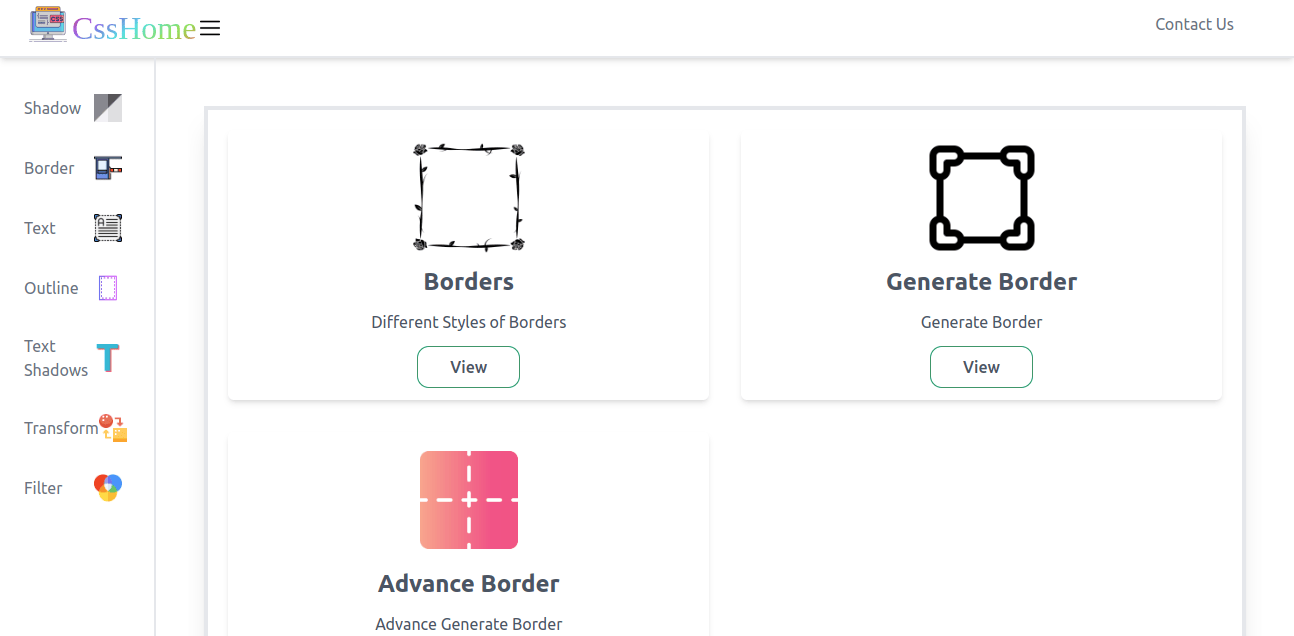 CssHome
Contact Us
Shadow
Border
Text
Outline
Text
Shadows
Transform
Filter
Borders
Different Styles of Borders
View
Generate Border
Generate Border
View
Advance Border
Advance Generate Border
CSS
A